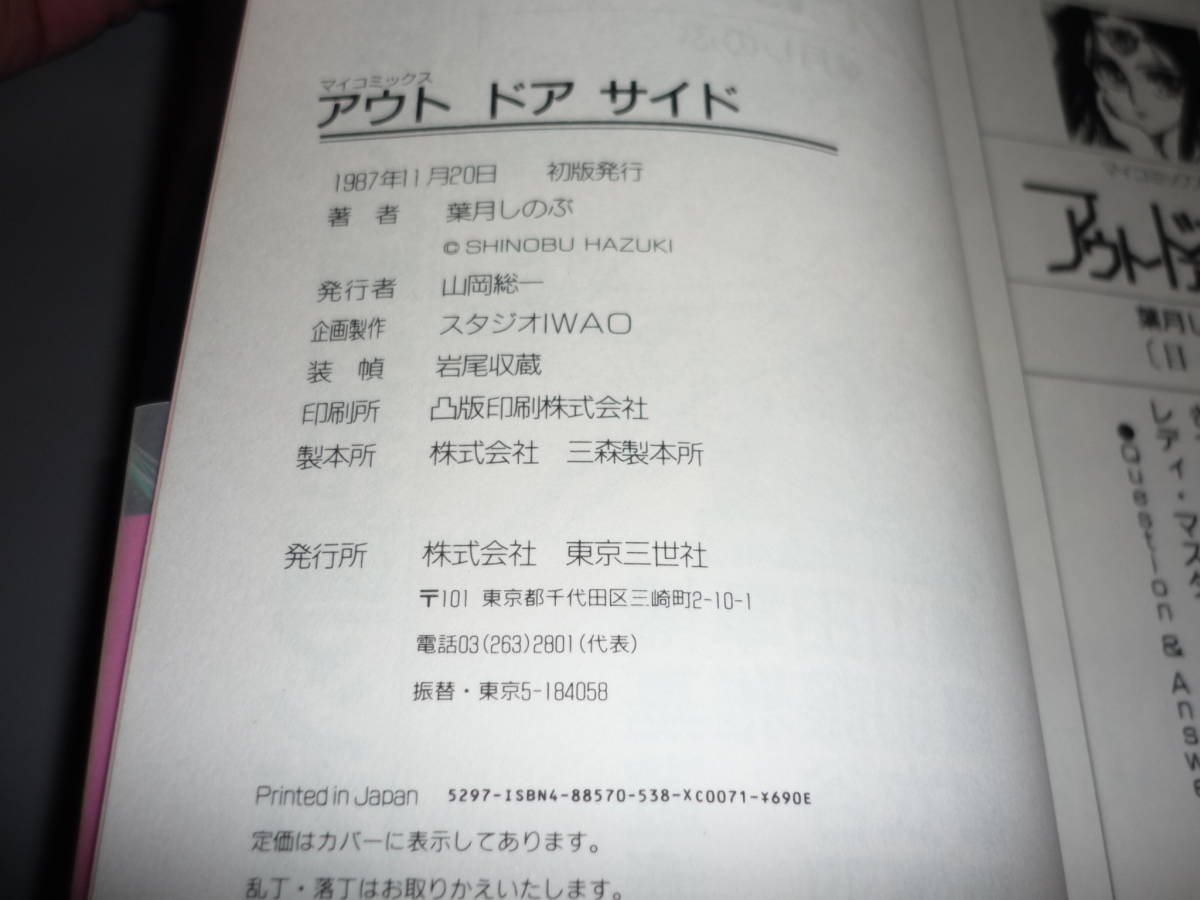 マイコミックス
アウト ドア サイド
1987年11月20日 初版発行
著者 葉月しのぶ
© SHINOBU HAZUKI
発行者 山岡総一
企画製作 スタジオIWAO
装幀 岩尾収蔵
印刷所 凸版印刷株式会社
製本所 株式会社 三森製本所
発行所 株式会社 東京三世社
〒101 東京都千代田区三崎町2-10-1
電話03(263)2801(代表)
振替・東京5-184058
Printed in Japan 5297-ISBN4-88570-538-XC0071-¥690E
定価はカバーに表示してあります。
乱丁・落丁はお取りかえいたします。
マイコミックス
アウトド
葉月し
〔目
レディ・マスタ
●Question & Answe